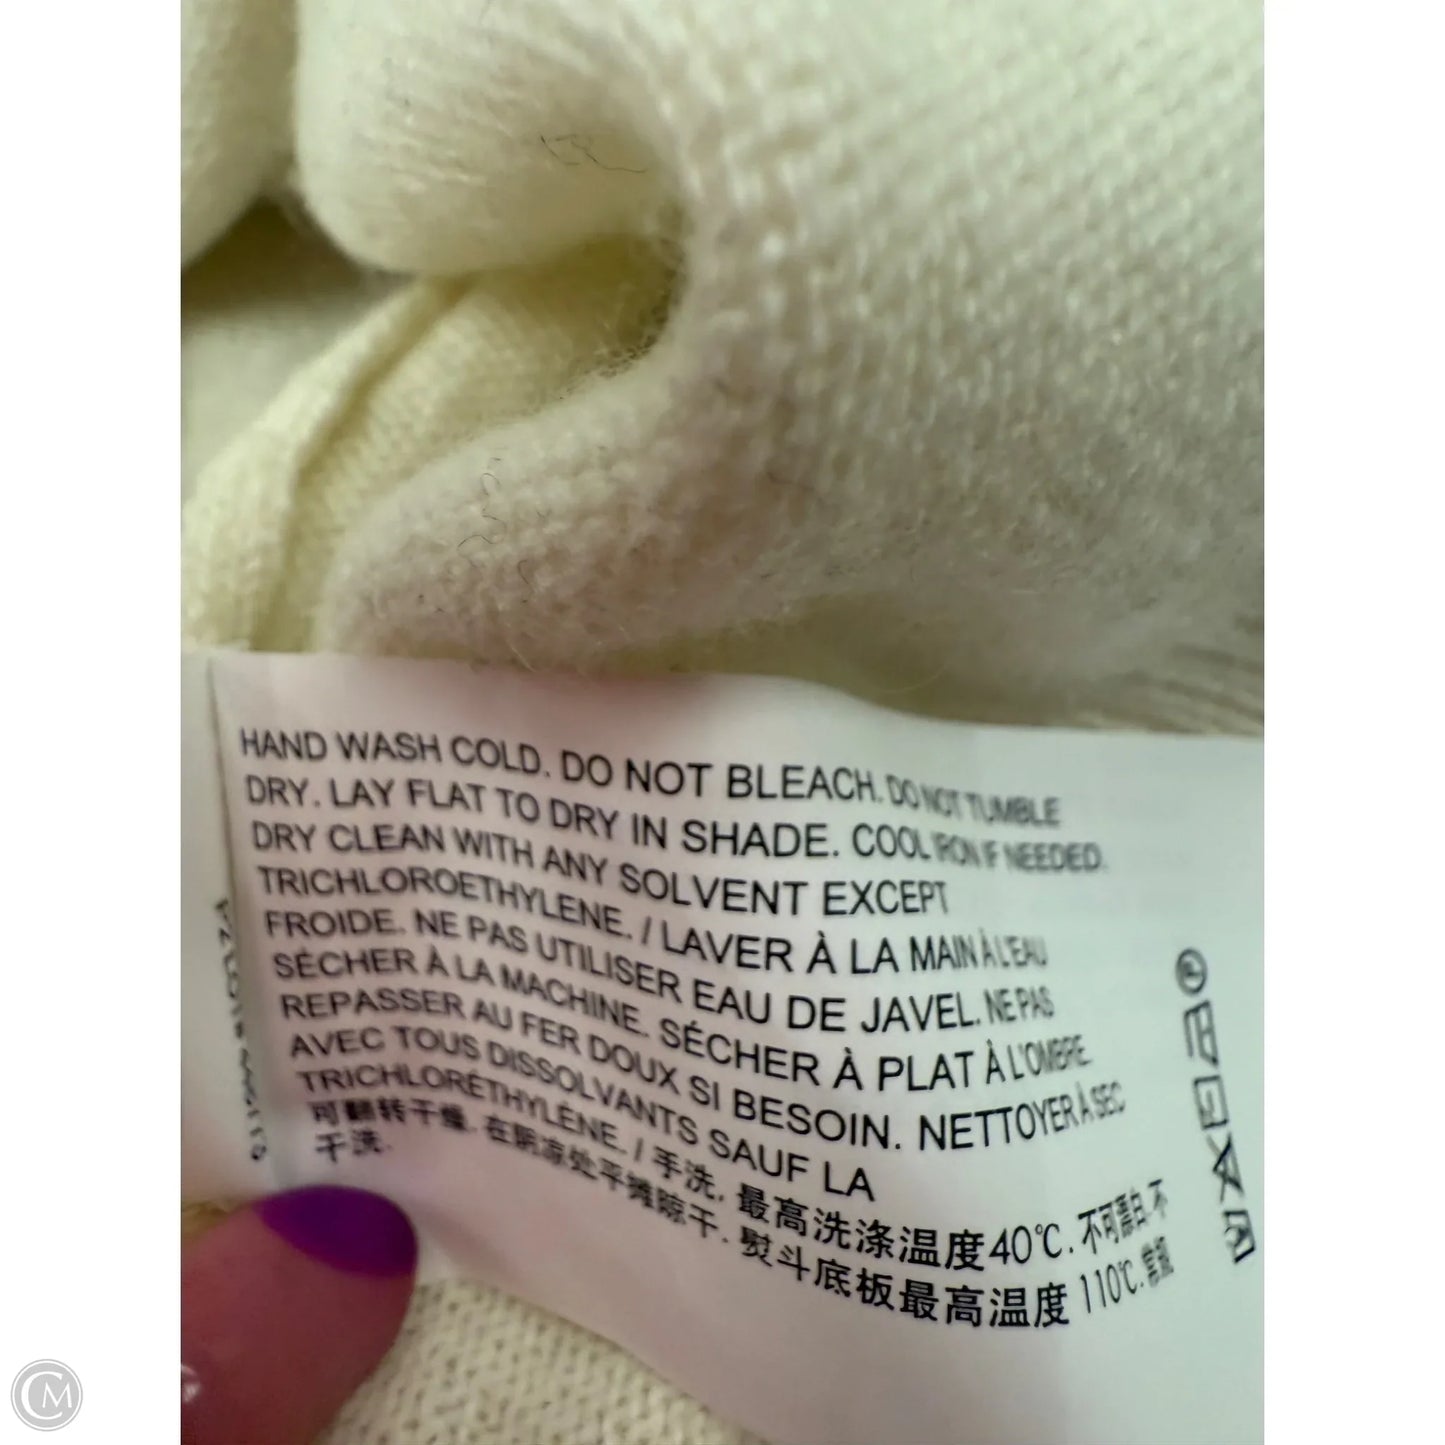 HAND WASH COLD. DO NOT BLEACH. DO NOT TUMBLE
DRY. LAY FLAT TO DRY IN SHADE. COOL IRON IF NEEDED.
DRY CLEAN WITH ANY SOLVENT EXCEPT
TRICHLOROETHYLENE. / LAVER À LA MAIN À L'EAU
FROIDE. NE PAS UTILISER EAU DE JAVEL. NE PAS
SÉCHER À LA MACHINE. SÉCHER À PLAT À L'OMBRE.
REPASSER AU FER DOUX SI BESOIN. NETTOYER À SEC
AVEC TOUS DISSOLVANTS SAUF LA
TRICHLORÉTHYLÈNE. / 手洗. 最高洗涤温度40℃. 不可漂白. 不
可翻转干燥. 在阴凉处平摊晾干. 熨斗底板最高温度 110℃. 常规
干洗.
CM